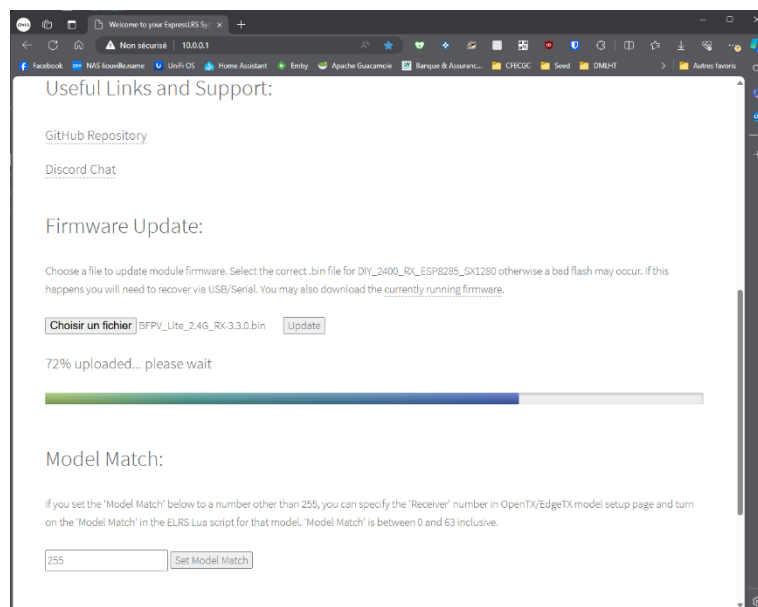 Welcome to your ExpressLRS Sy
Non sécurisé | 10.0.0.1
Facebook
NAS liouville.name
UniFi OS
Home Assistant
Emby
Apache Guacamole
Banque & Assuranc...
CFECGC
Seed
DMLHT
Autres favoris
Useful Links and Support:
GitHub Repository
Discord Chat
Firmware Update:
Choose a file to update module firmware. Select the correct .bin file for DIY_2400_RX_ESP8285_SX1280 otherwise a bad flash may occur. If this
happens you will need to recover via USB/Serial. You may also download the currently running firmware.
Choisir un fichier BFPV_Lite_2.4G_RX-3.3.0.bin Update
72% uploaded... please wait
Model Match:
If you set the 'Model Match' below to a number other than 255, you can specify the 'Receiver' number in OpenTX/EdgeTX model setup page and turn
on the 'Model Match' in the ELRS Lua script for that model. 'Model Match' is between 0 and 63 inclusive.
255 Set Model Match